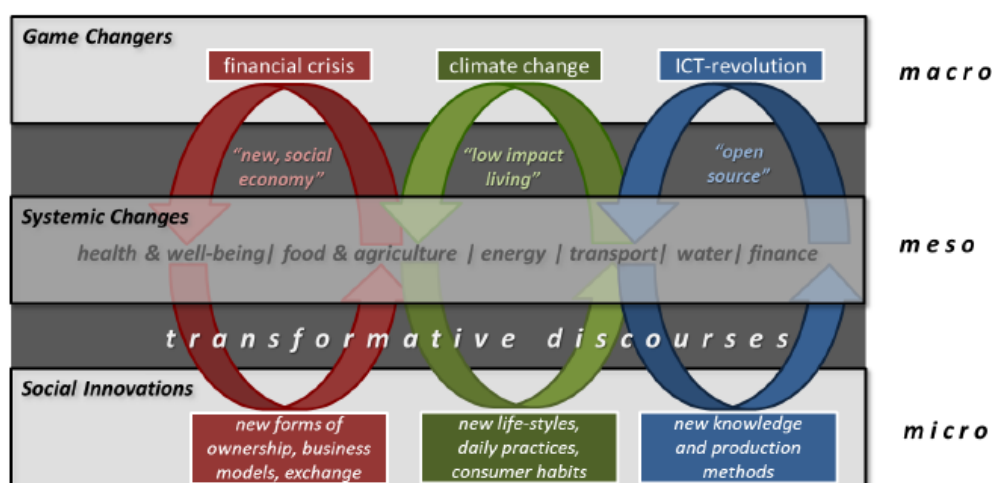 Game Changers
financial crisis
climate change
ICT-revolution
macro
"new, social
economy"
"low impact
living"
"open
source"
Systemic Changes
health & well-being| food & agriculture | energy | transport| water| finance
meso
transformative discourses
Social Innovations
new forms of
ownership, business
models, exchange
new life-styles,
daily practices,
consumer habits
new knowledge
and production
methods
micro